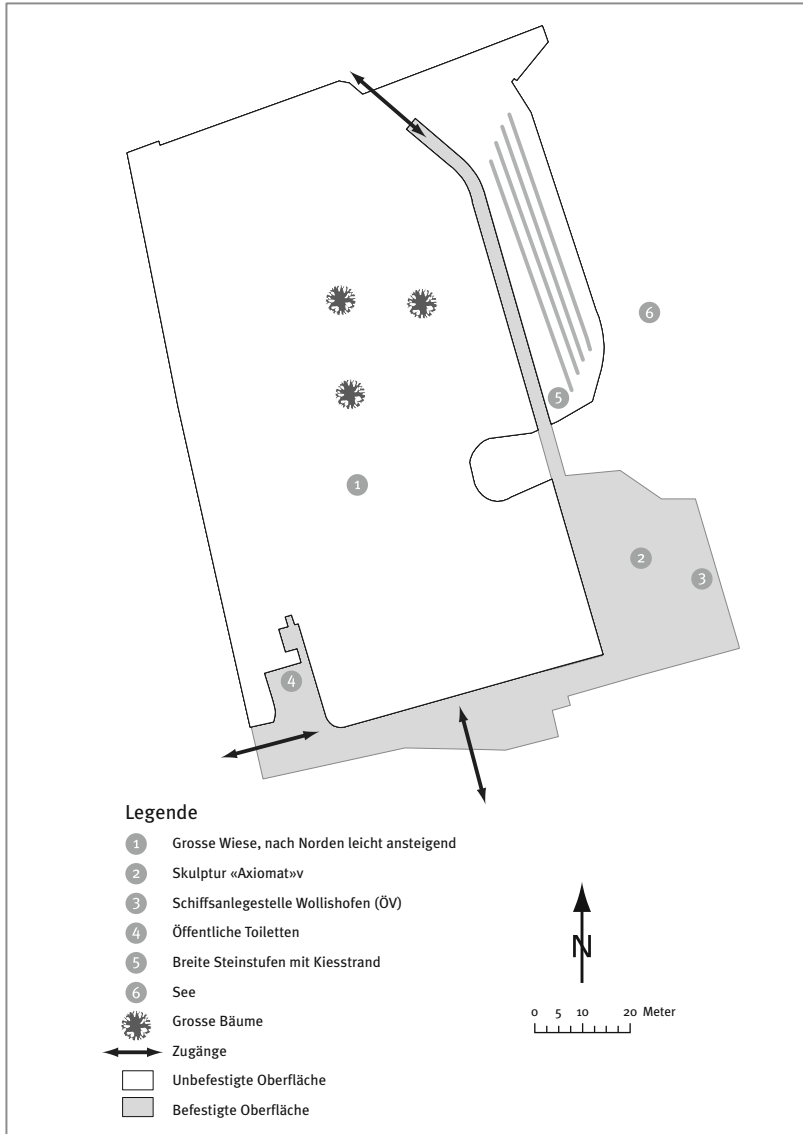 6
5
1
2
3
4
Legende
1 Grosse Wiese, nach Norden leicht ansteigend
2 Skulptur «Axiomat»v
3 Schiffsanlegestelle Wollishofen (ÖV)
4 Öffentliche Toiletten
5 Breite Steinstufen mit Kiesstrand
6 See
Grosse Bäume
Zugänge
Unbefestigte Oberfläche
Befestigte Oberfläche
N
0 5 10 20 Meter